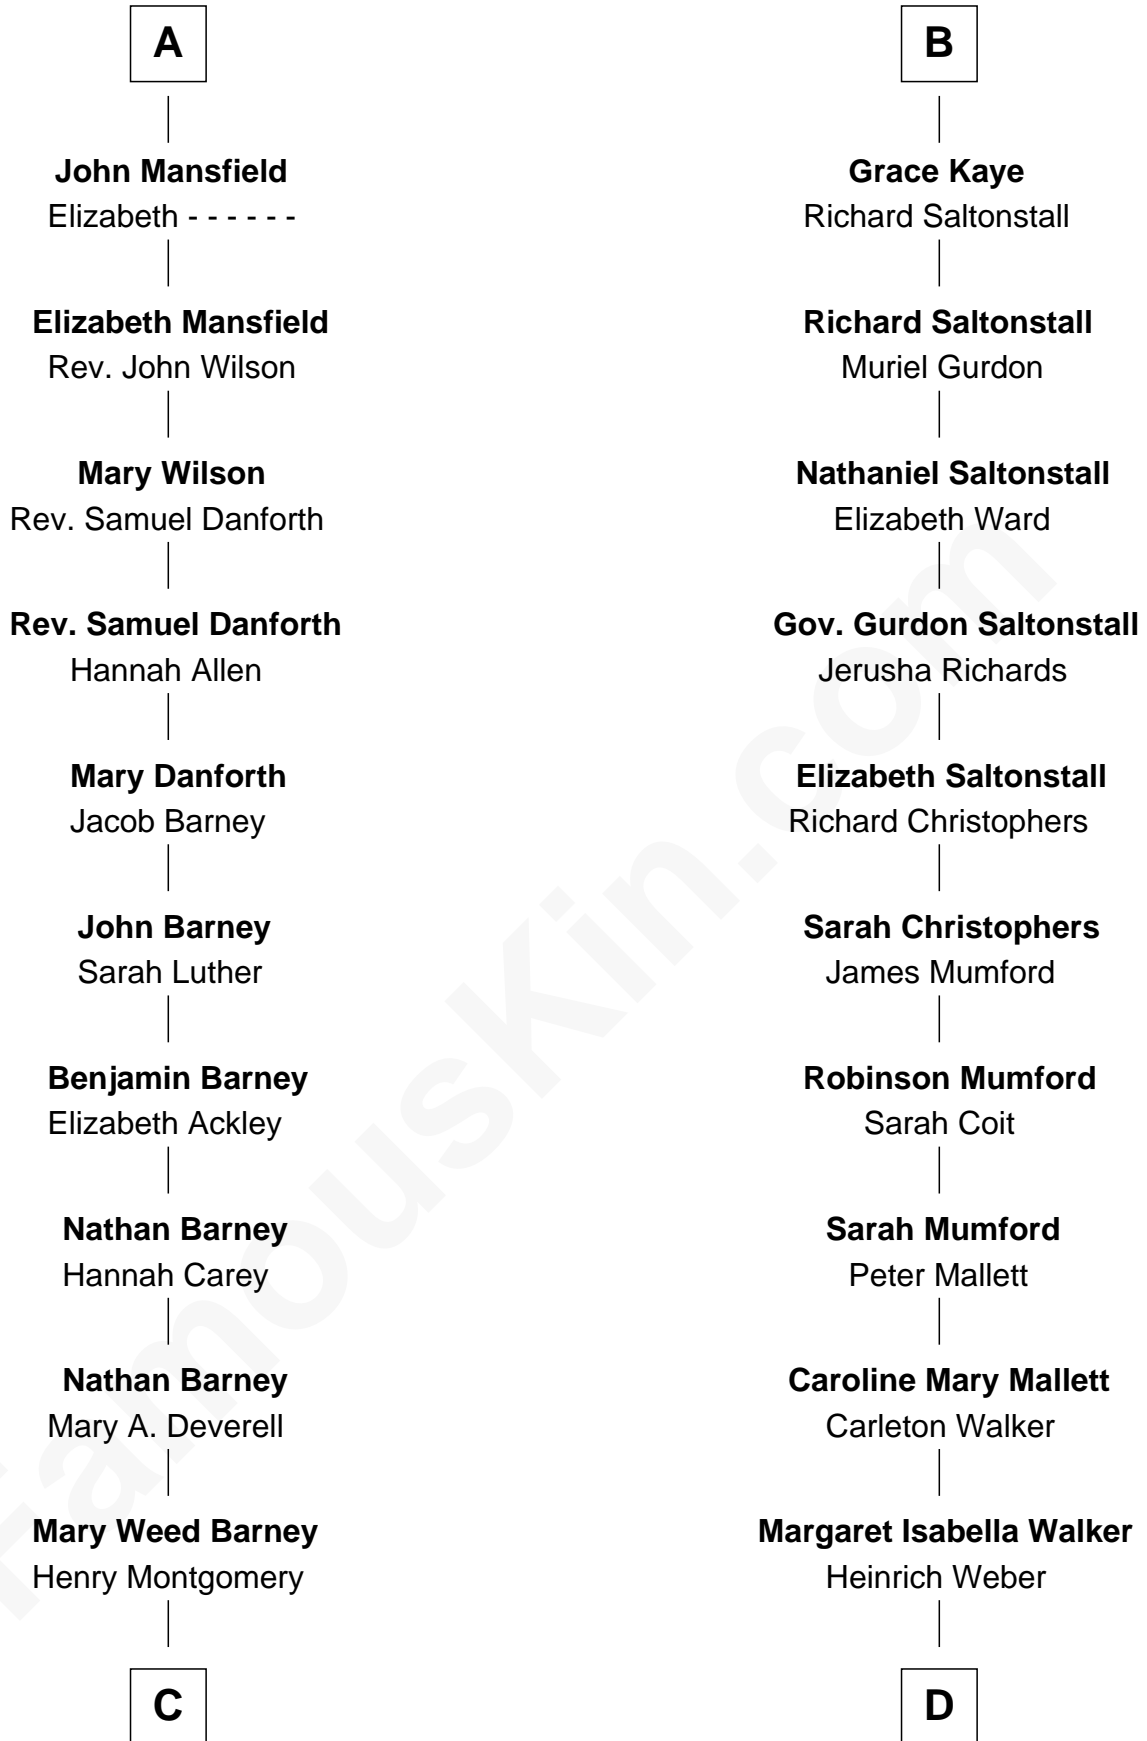 A
John Mansfield
Elizabeth - - - - - -
Elizabeth Mansfield
Rev. John Wilson
Mary Wilson
Rev. Samuel Danforth
Rev. Samuel Danforth
Hannah Allen
Mary Danforth
Jacob Barney
John Barney
Sarah Luther
Benjamin Barney
Elizabeth Ackley
Nathan Barney
Hannah Carey
Nathan Barney
Mary A. Deverell
Mary Weed Barney
Henry Montgomery
C
B
Grace Kaye
Richard Saltonstall
Richard Saltonstall
Muriel Gurdon
Nathaniel Saltonstall
Elizabeth Ward
Gov. Gurdon Saltonstall
Jerusha Richards
Elizabeth Saltonstall
Richard Christophers
Sarah Christophers
James Mumford
Robinson Mumford
Sarah Coit
Sarah Mumford
Peter Mallett
Caroline Mary Mallett
Carleton Walker
Margaret Isabella Walker
Heinrich Weber
D
FamousKin.com